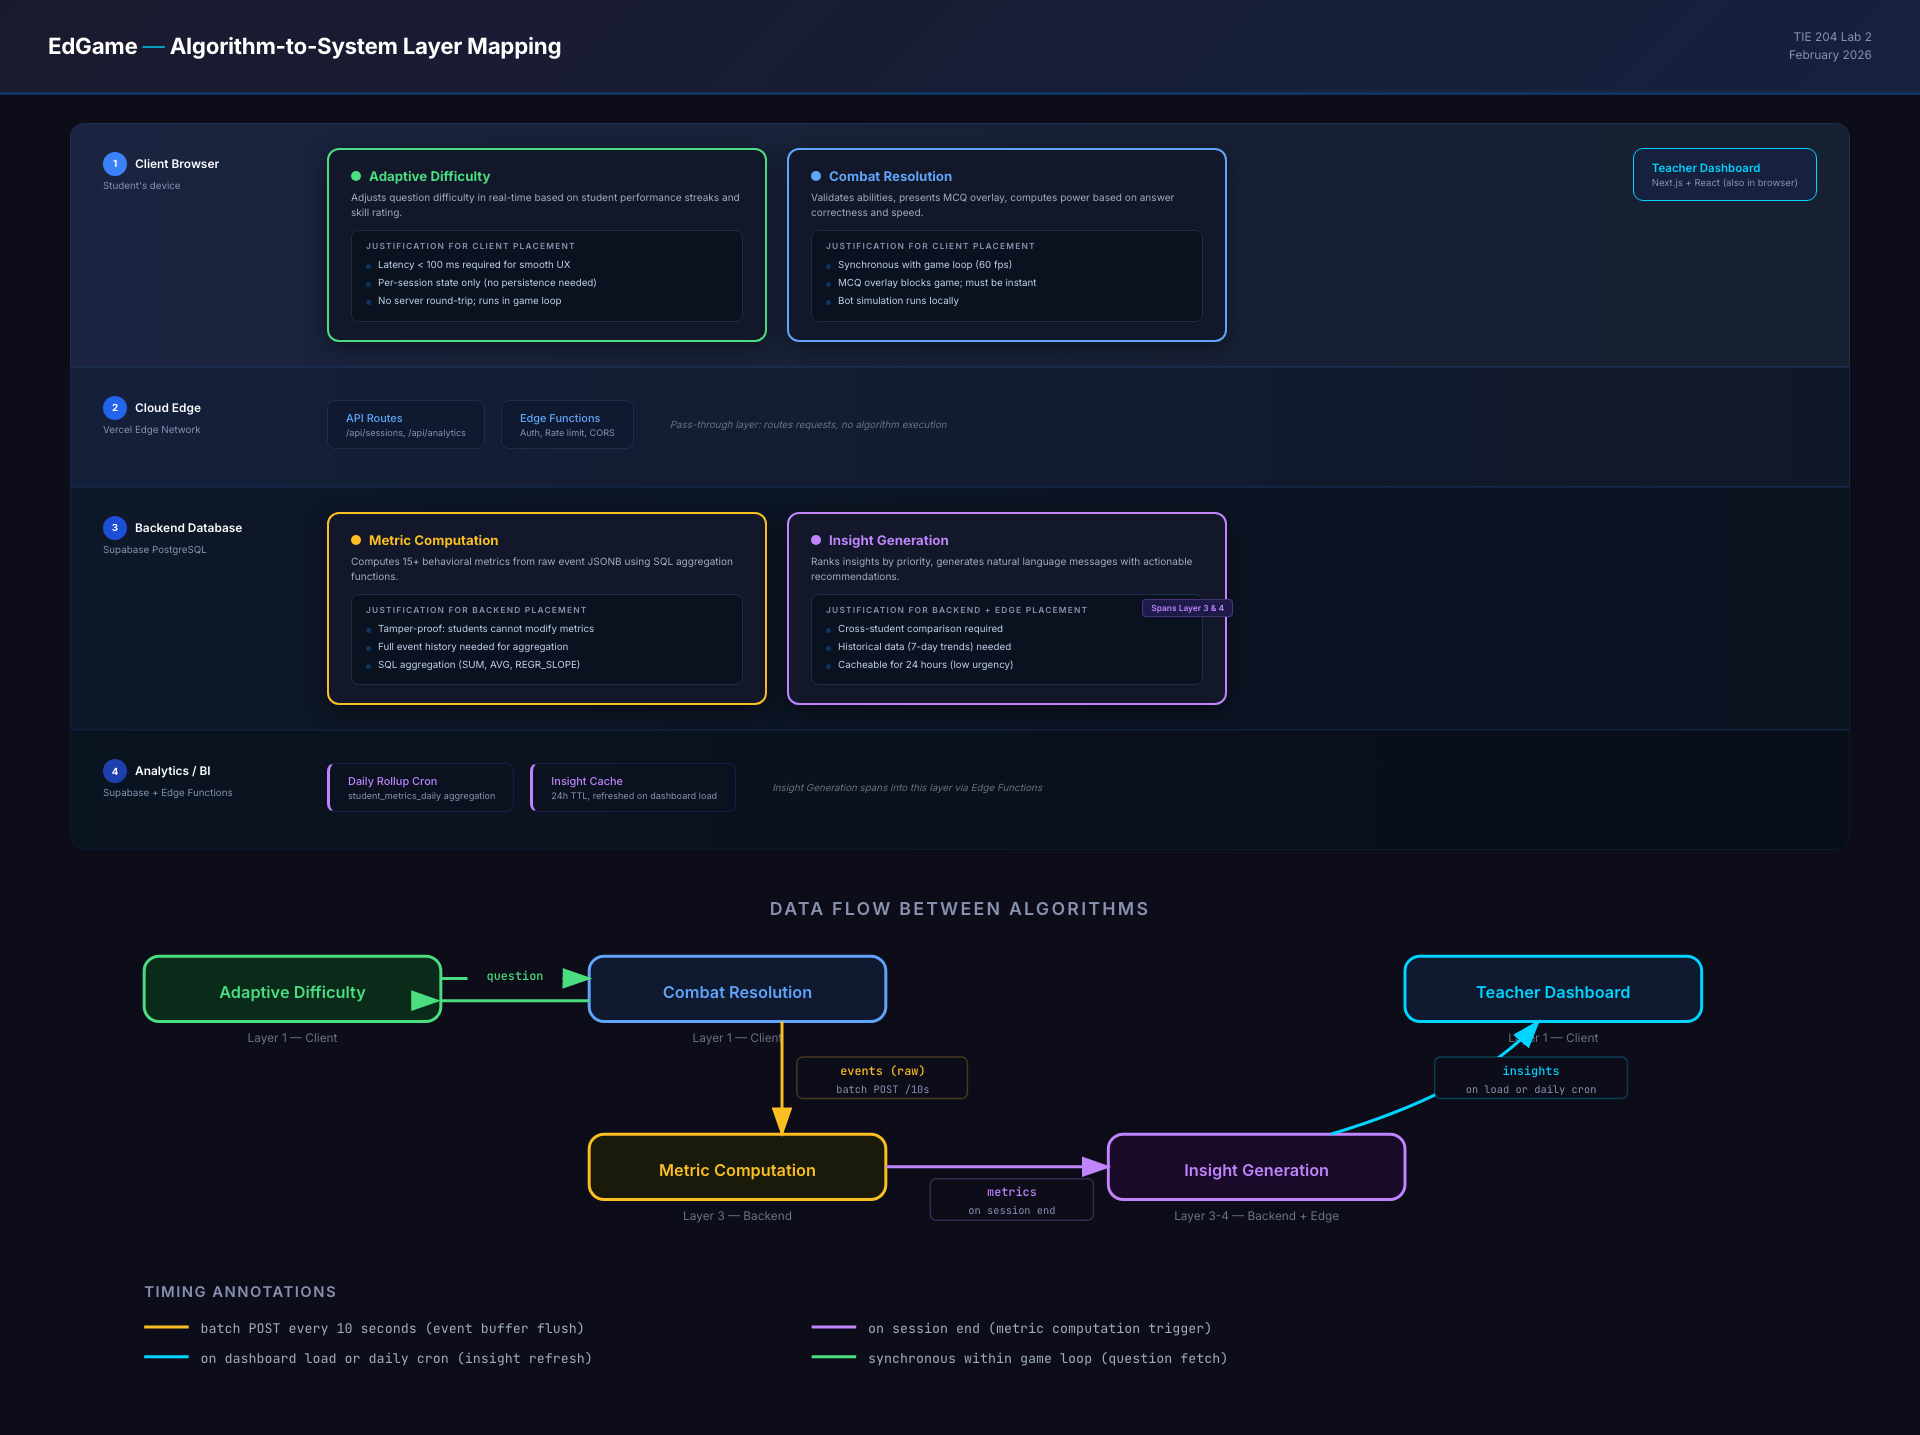 EdGame — Algorithm-to-System Layer Mapping
TIE 204 Lab 2
February 2026
1 Client Browser
Student's device
Adaptive Difficulty
Adjusts question difficulty in real-time based on student performance streaks and
skill rating.
JUSTIFICATION FOR CLIENT PLACEMENT
Latency < 100 ms required for smooth UX
Per-session state only (no persistence needed)
No server round-trip; runs in game loop
Combat Resolution
Validates abilities, presents MCQ overlay, computes power based on answer
correctness and speed.
JUSTIFICATION FOR CLIENT PLACEMENT
Synchronous with game loop (60 fps)
MCQ overlay blocks game; must be instant
Bot simulation runs locally
Teacher Dashboard
Next.js + React (also in browser)
2 Cloud Edge
Vercel Edge Network
API Routes
/api/sessions, /api/analytics
Edge Functions
Auth, Rate limit, CORS
Pass-through layer: routes requests, no algorithm execution
3 Backend Database
Supabase PostgreSQL
Metric Computation
Computes 15+ behavioral metrics from raw event JSONB using SQL aggregation
functions.
JUSTIFICATION FOR BACKEND PLACEMENT
Tamper-proof: students cannot modify metrics
Full event history needed for aggregation
SQL aggregation (SUM, AVG, REGR_SLOPE)
Insight Generation
Ranks insights by priority, generates natural language messages with actionable
recommendations.
Spans Layer 3 & 4
JUSTIFICATION FOR BACKEND + EDGE PLACEMENT
Cross-student comparison required
Historical data (7-day trends) needed
Cacheable for 24 hours (low urgency)
4 Analytics / BI
Supabase + Edge Functions
Daily Rollup Cron
student_metrics_daily aggregation
Insight Cache
24h TTL, refreshed on dashboard load
Insight Generation spans into this layer via Edge Functions
DATA FLOW BETWEEN ALGORITHMS
Adaptive Difficulty
Layer 1 — Client
question
Combat Resolution
Layer 1 — Client
Teacher Dashboard
Layer 1 — Client
events (raw)
batch POST /10s
insights
on load or daily cron
Metric Computation
Layer 3 — Backend
metrics
on session end
Insight Generation
Layer 3-4 — Backend + Edge
TIMING ANNOTATIONS
batch POST every 10 seconds (event buffer flush)
on session end (metric computation trigger)
on dashboard load or daily cron (insight refresh)
synchronous within game loop (question fetch)